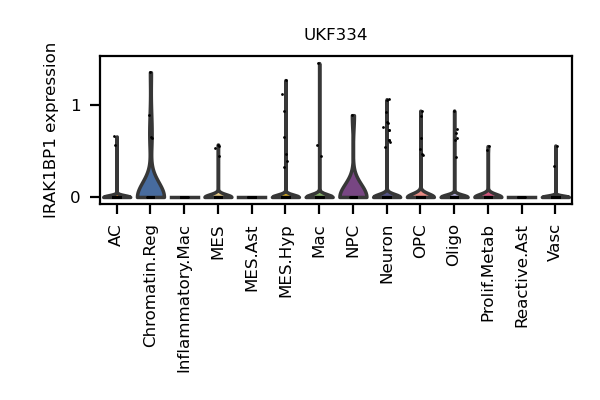 UKF334
IRAK1BP1 expression
1
0
AC
Chromatin.Reg
Inflammatory.Mac
MES
MES.Ast
MES.Hyp
Mac
NPC
Neuron
OPC
Oligo
Prolif.Metab
Reactive.Ast
Vasc